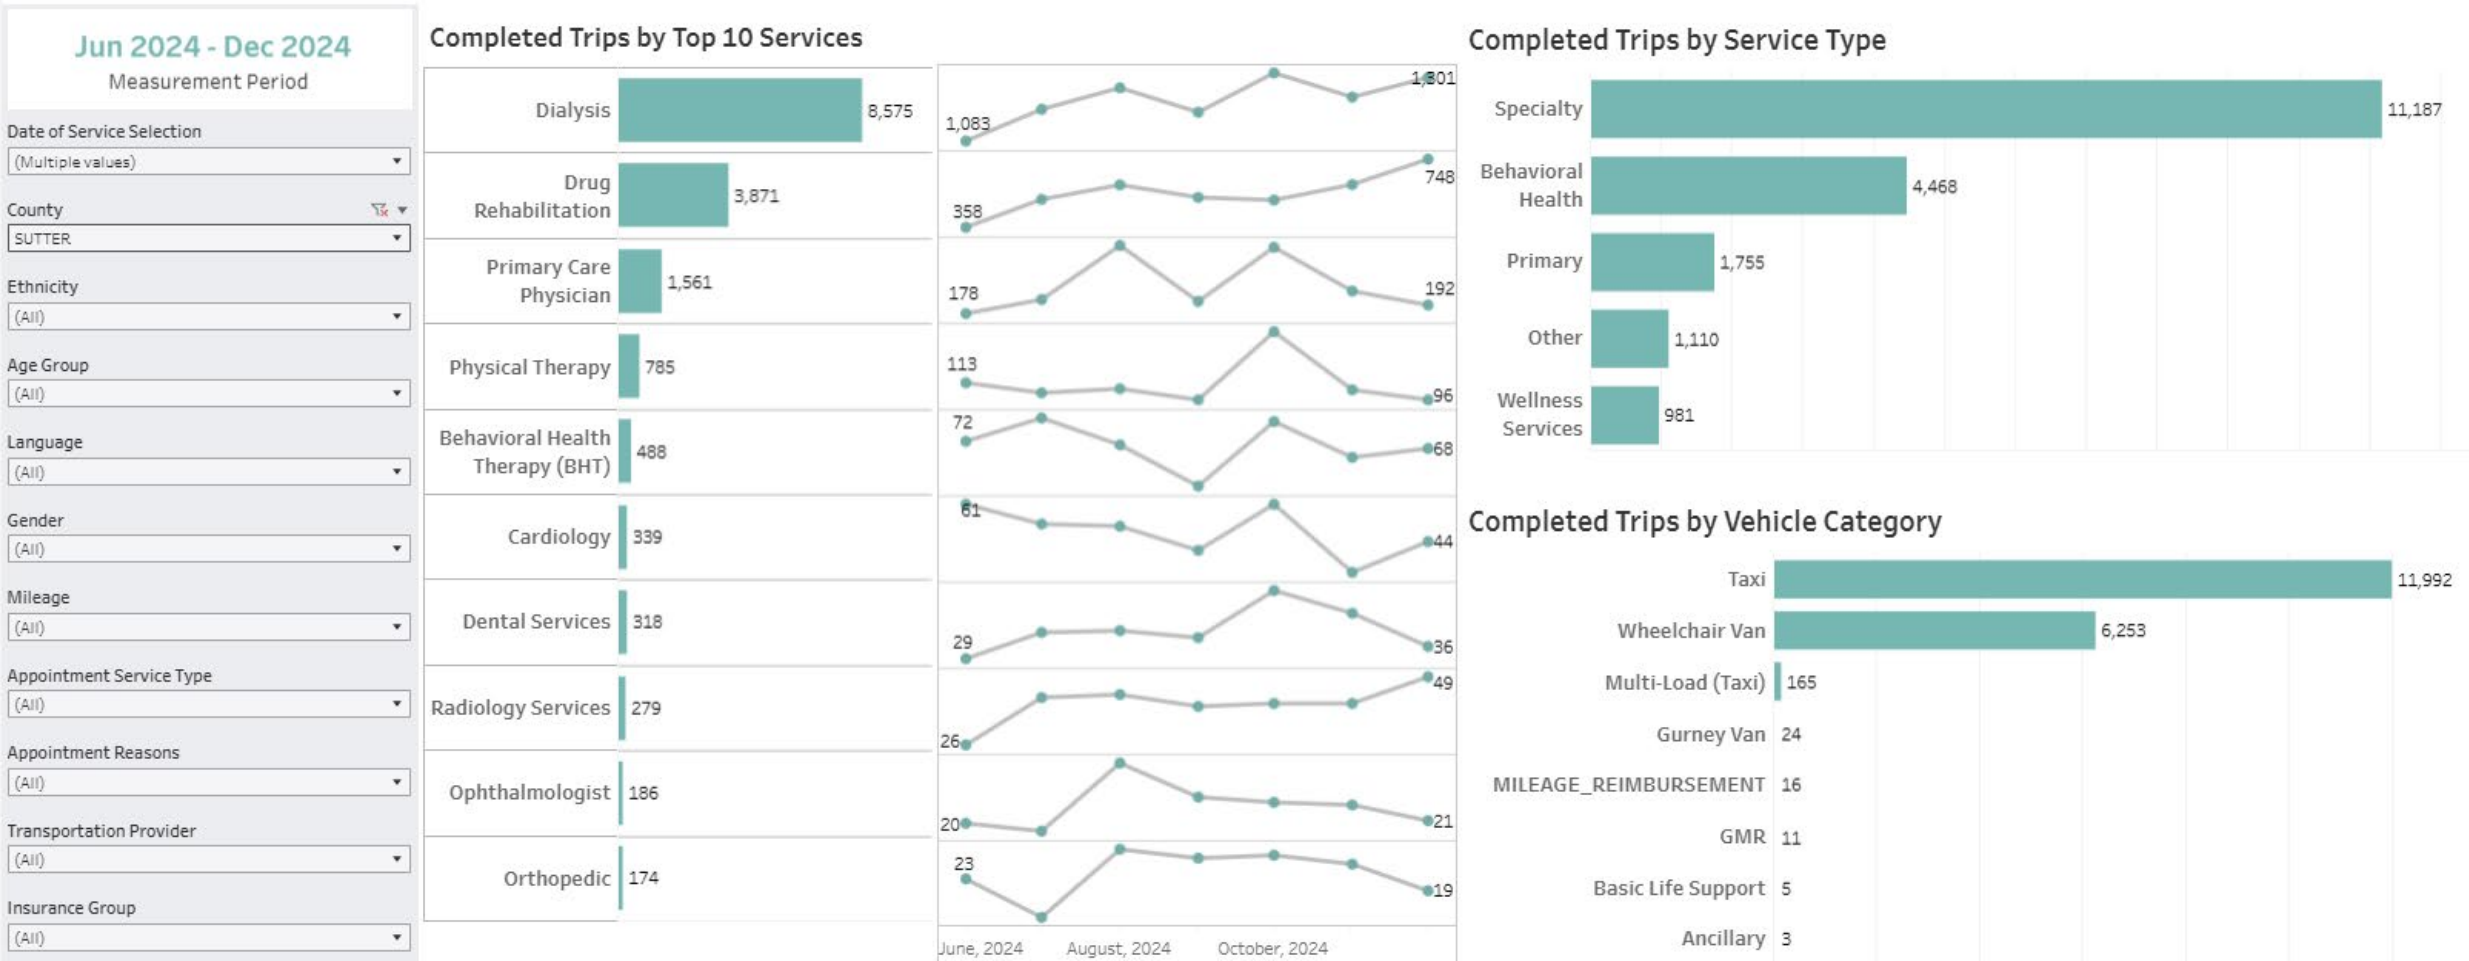 Jun 2024 - Dec 2024
Measurement Period
Date of Service Selection
(Multiple values)
County
SUTTER
Ethnicity
(All)
Age Group
(All)
Language
(All)
Gender
(All)
Mileage
(All)
Appointment Service Type
(All)
Appointment Reasons
(All)
Transportation Provider
(All)
Insurance Group
(All)
Completed Trips by Top 10 Services
Dialysis
8,575
1,083
1,301
Drug
Rehabilitation
3,871
358
748
Primary Care
Physician
1,561
178
192
Physical Therapy
785
113
96
Behavioral Health
Therapy (BHT)
488
72
68
Cardiology
339
61
44
Dental Services
318
29
36
Radiology Services
279
26
49
Ophthalmologist
186
20
21
Orthopedic
174
23
19
June, 2024
August, 2024
October, 2024
Completed Trips by Service Type
Specialty
11,187
Behavioral
Health
4,468
Primary
1,755
Other
1,110
Wellness
Services
981
Completed Trips by Vehicle Category
Taxi
11,992
Wheelchair Van
6,253
Multi-Load (Taxi)
165
Gurney Van
24
MILEAGE_REIMBURSEMENT
16
GMR
11
Basic Life Support
5
Ancillary
3